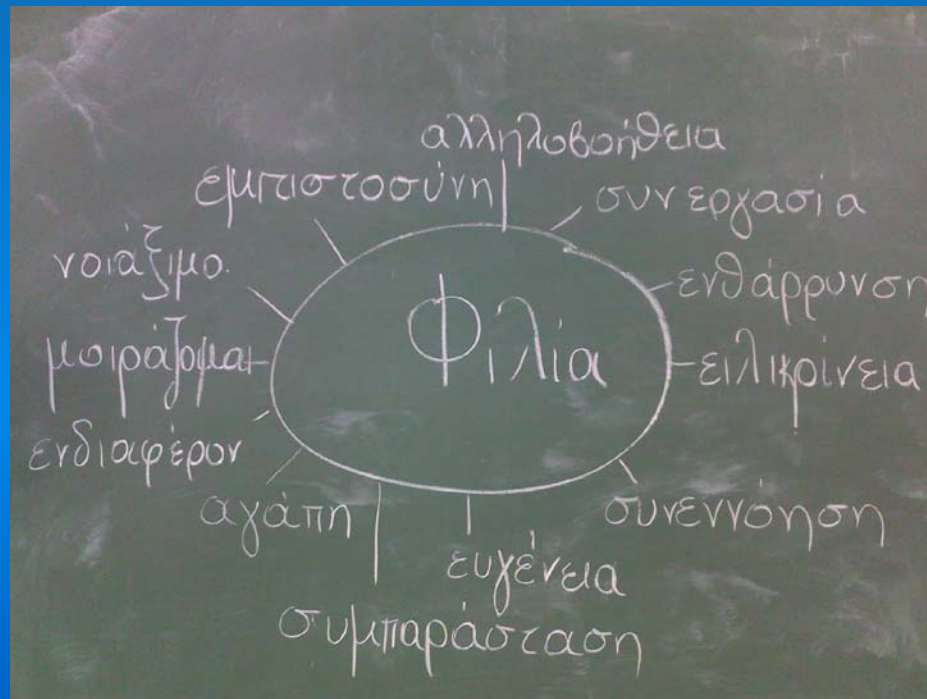 αλληλοβοήθεια
εμπιστοσύνη
συνεργασία
νοιάξιμο.
ενθάρρυνση
Φιλία
μοιράζομαι
ειλικρίνεια
ενδιαφέρον
αγάπη
συνεννόηση
ευγένεια
συμπαράσταση